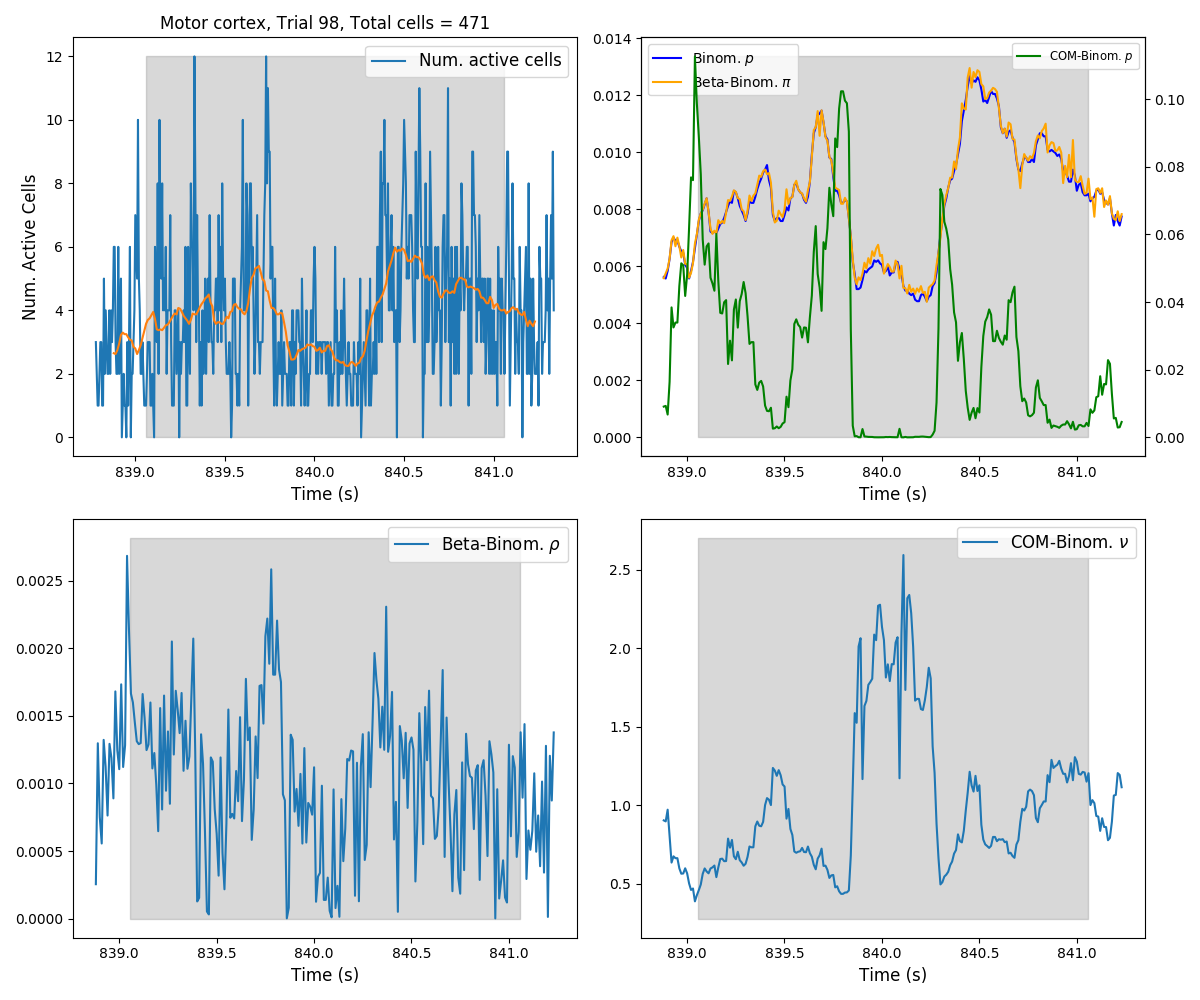 Motor cortex, Trial 98, Total cells = 471
Num. active cells
12
10
8
6
4
2
0
Num. Active Cells
839.0 839.5 840.0 840.5 841.0
Time (s)
Binom. p
Beta-Binom. π
COM-Binom. p
0.014
0.012
0.010
0.008
0.006
0.004
0.002
0.000
0.10
0.08
0.06
0.04
0.02
0.00
839.0 839.5 840.0 840.5 841.0
Time (s)
Beta-Binom. ρ
0.0025
0.0020
0.0015
0.0010
0.0005
0.0000
839.0 839.5 840.0 840.5 841.0
Time (s)
COM-Binom. ν
2.5
2.0
1.5
1.0
0.5
839.0 839.5 840.0 840.5 841.0
Time (s)